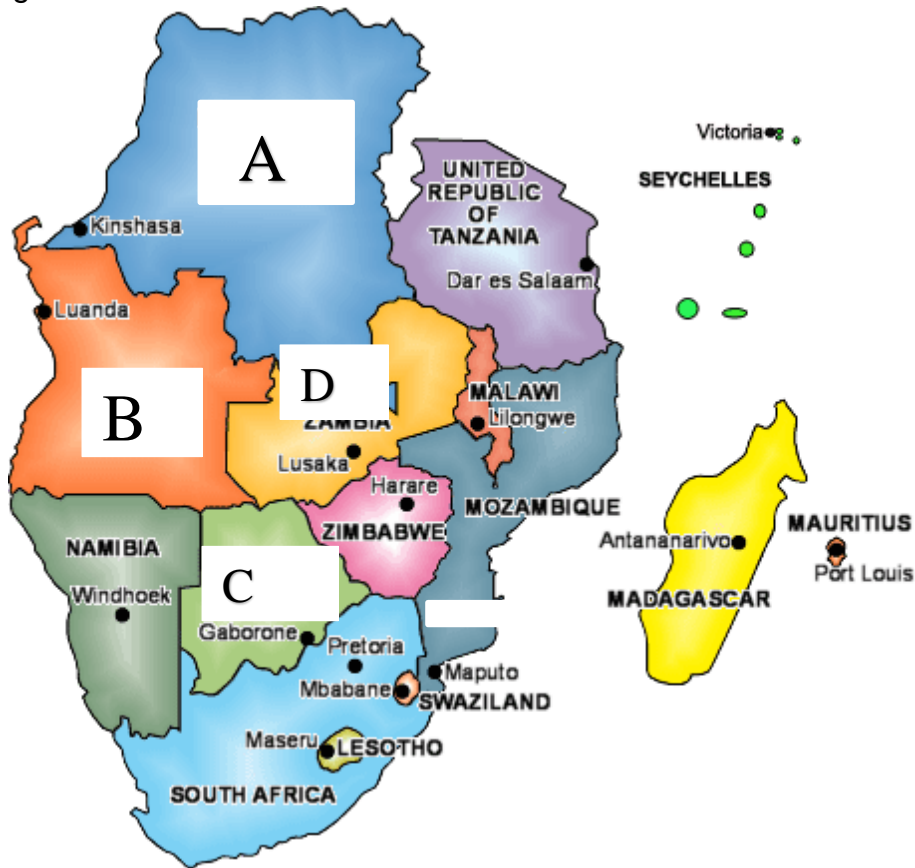 A
Victoria
UNITED
REPUBLIC
OF
TANZANIA
SEYCHELLES
Kinshasa
Dar es Salaam
Luanda
D
B
MALAWI
ZAMBIA
Lilongwe
Lusaka
Harare
MOZAMBIQUE
ZIMBABWE
NAMIBIA
MAURITIUS
Antananarivo
Port Louis
C
Windhoek
MADAGASCAR
Gaborone
Pretoria
Maputo
Mbabane
SWAZILAND
Maseru
LESOTHO
SOUTH AFRICA